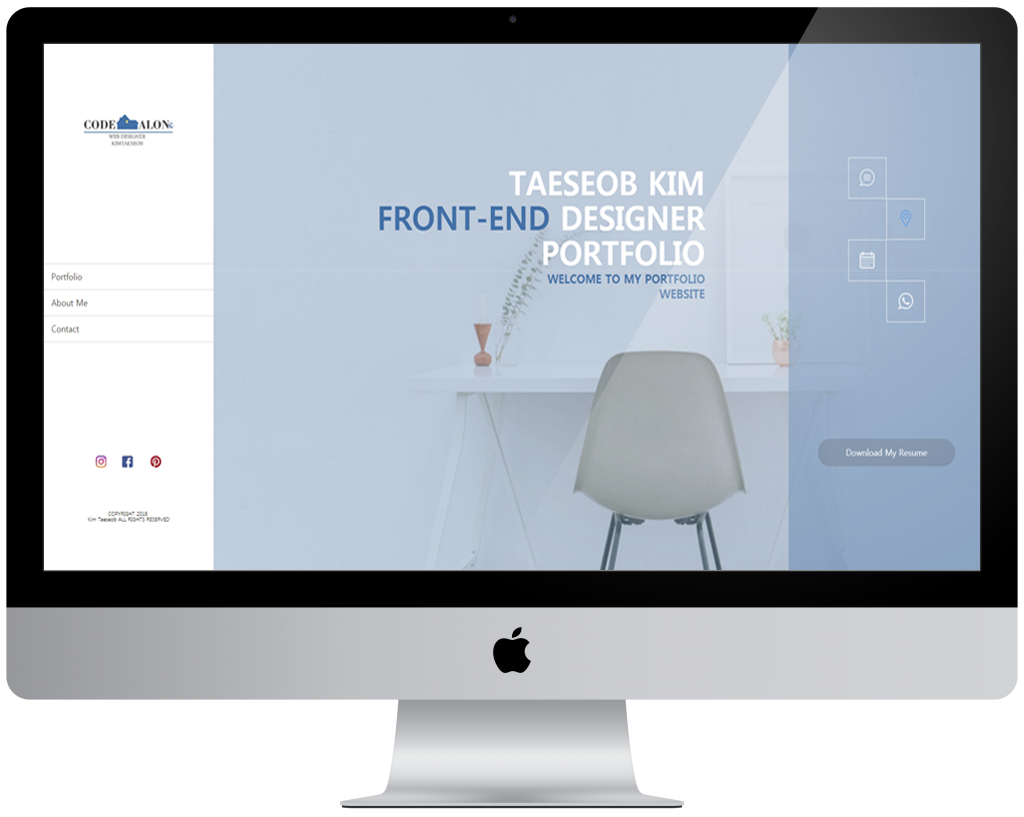 CODE ALONE
WEB DESIGNER
KIMTAESEOB
Portfolio
About Me
Contact
COPYRIGHT 2018
Kim Taeseob ALL RIGHTS RESERVED
TAESEOB KIM
FRONT-END DESIGNER
PORTFOLIO
WELCOME TO MY PORTFOLIO
WEBSITE
Download My Resume